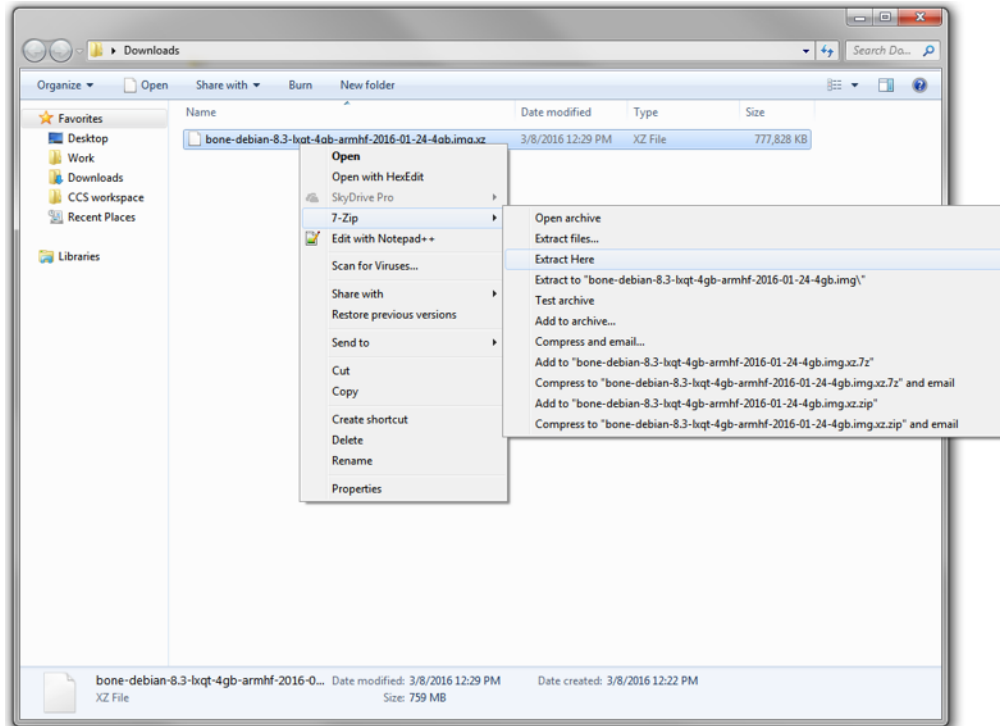 Downloads
Search Do...
Organize
Open
Share with
Burn
New folder
Name
Date modified
Type
Size
Favorites
Desktop
Work
Downloads
CCS workspace
Recent Places
Libraries
bone-debian-8.3-lxqt-4gb-armhf-2016-01-24-4gb.img.xz
3/8/2016 12:29 PM
XZ File
777,828 KB
Open
Open with HexEdit
SkyDrive Pro
7-Zip
Edit with Notepad++
Scan for Viruses...
Share with
Restore previous versions
Send to
Cut
Copy
Create shortcut
Delete
Rename
Properties
Open archive
Extract files...
Extract Here
Extract to "bone-debian-8.3-lxqt-4gb-armhf-2016-01-24-4gb.img\"
Test archive
Add to archive...
Compress and email...
Add to "bone-debian-8.3-lxqt-4gb-armhf-2016-01-24-4gb.img.xz.7z"
Compress to "bone-debian-8.3-lxqt-4gb-armhf-2016-01-24-4gb.img.xz.7z" and email
Add to "bone-debian-8.3-lxqt-4gb-armhf-2016-01-24-4gb.img.xz.zip"
Compress to "bone-debian-8.3-lxqt-4gb-armhf-2016-01-24-4gb.img.xz.zip" and email
bone-debian-8.3-lxqt-4gb-armhf-2016-0... Date modified: 3/8/2016 12:29 PM Date created: 3/8/2016 12:22 PM
XZ File Size: 759 MB